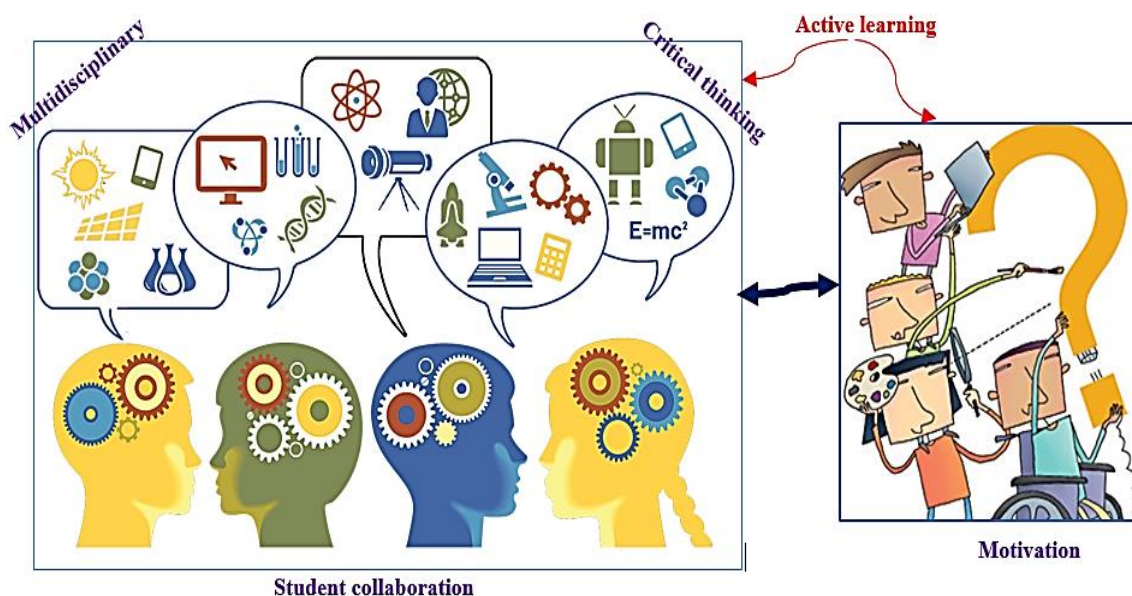 Active learning
Multidisciplinary
Critical thinking
E=mc²
Motivation
Student collaboration